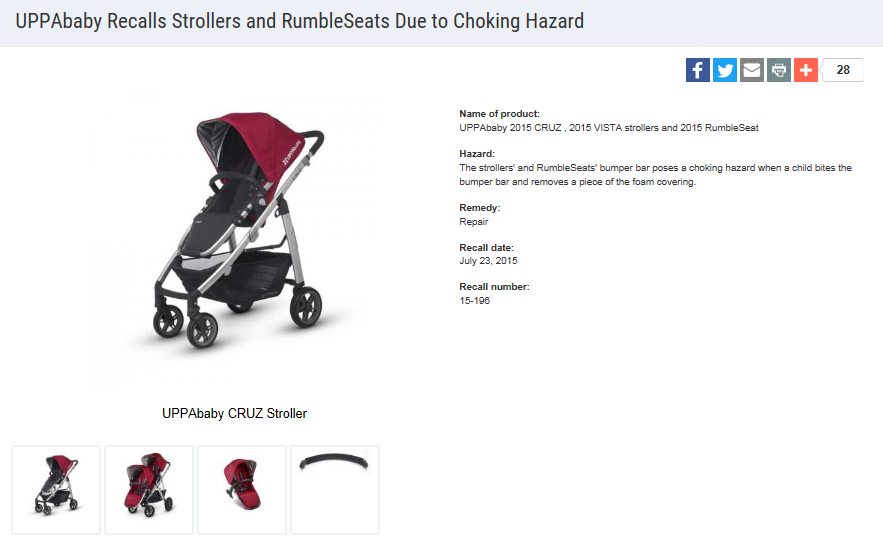 UPPAbaby Recalls Strollers and RumbleSeats Due to Choking Hazard
28
Name of product:
UPPAbaby 2015 CRUZ , 2015 VISTA strollers and 2015 RumbleSeat
Hazard:
The strollers' and RumbleSeats' bumper bar poses a choking hazard when a child bites the
bumper bar and removes a piece of the foam covering.
Remedy:
Repair
Recall date:
July 23, 2015
Recall number:
15-196
UPPAbaby CRUZ Stroller